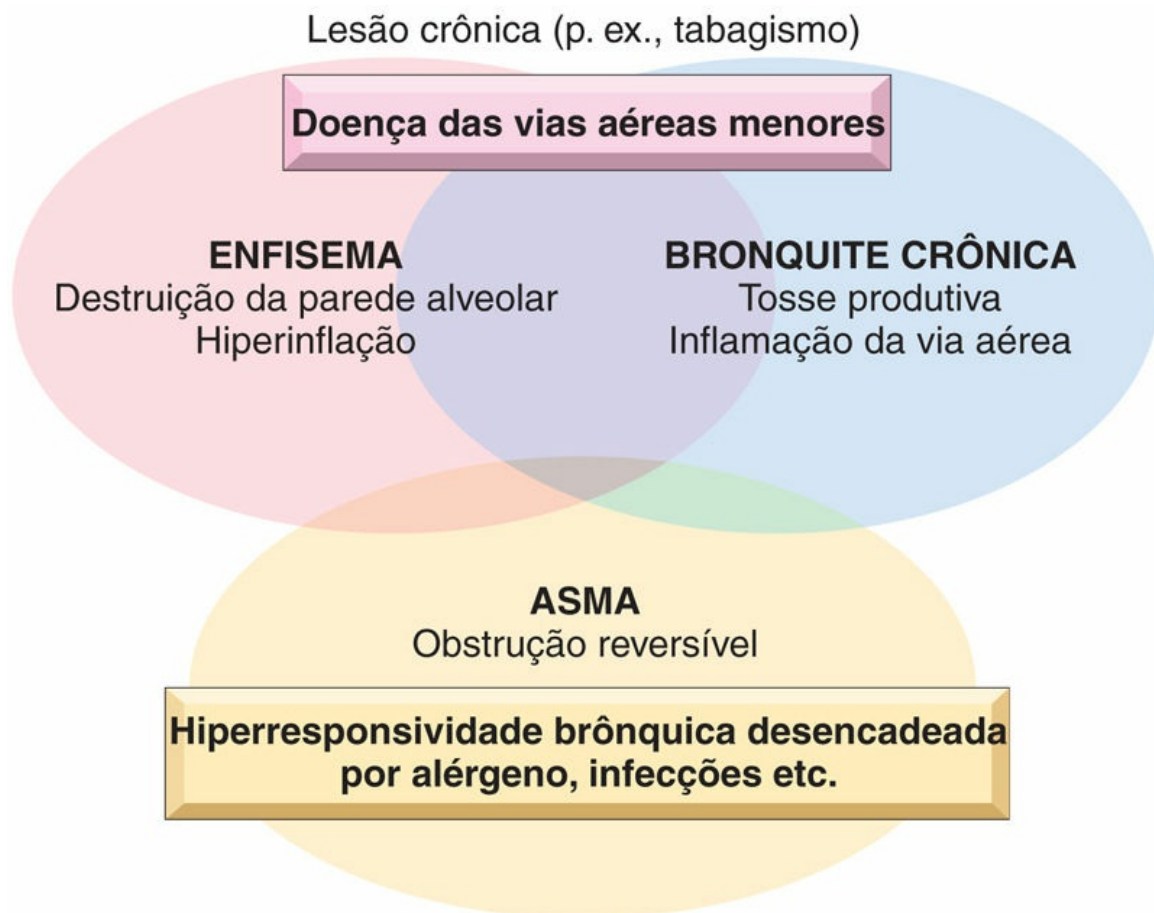 Lesão crônica (p. ex., tabagismo)
Doença das vias aéreas menores
ENFISEMA
Destruição da parede alveolar
Hiperinflação
BRONQUITE CRÔNICA
Tosse produtiva
Inflamação da via aérea
ASMA
Obstrução reversível
Hiperresponsividade brônquica desencadeada
por alérgeno, infecções etc.